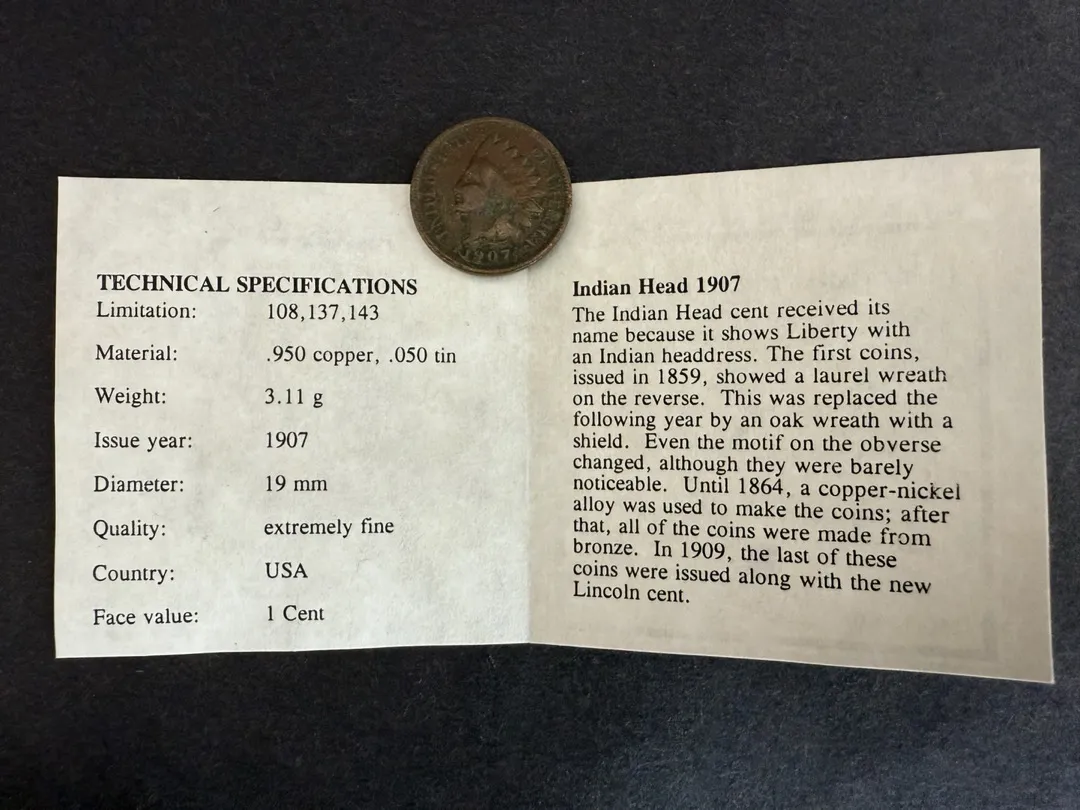 1907
TECHNICAL SPECIFICATIONS
Limitation: 108,137,143
Material: .950 copper, .050 tin
Weight: 3.11 g
Issue year: 1907
Diameter: 19 mm
Quality: extremely fine
Country: USA
Face value: 1 Cent
Indian Head 1907
The Indian Head cent received its
name because it shows Liberty with
an Indian headdress. The first coins,
issued in 1859, showed a laurel wreath
on the reverse. This was replaced the
following year by an oak wreath with a
shield. Even the motif on the obverse
changed, although they were barely
noticeable. Until 1864, a copper-nickel
alloy was used to make the coins; after
that, all of the coins were made from
bronze. In 1909, the last of these
coins were issued along with the new
Lincoln cent.